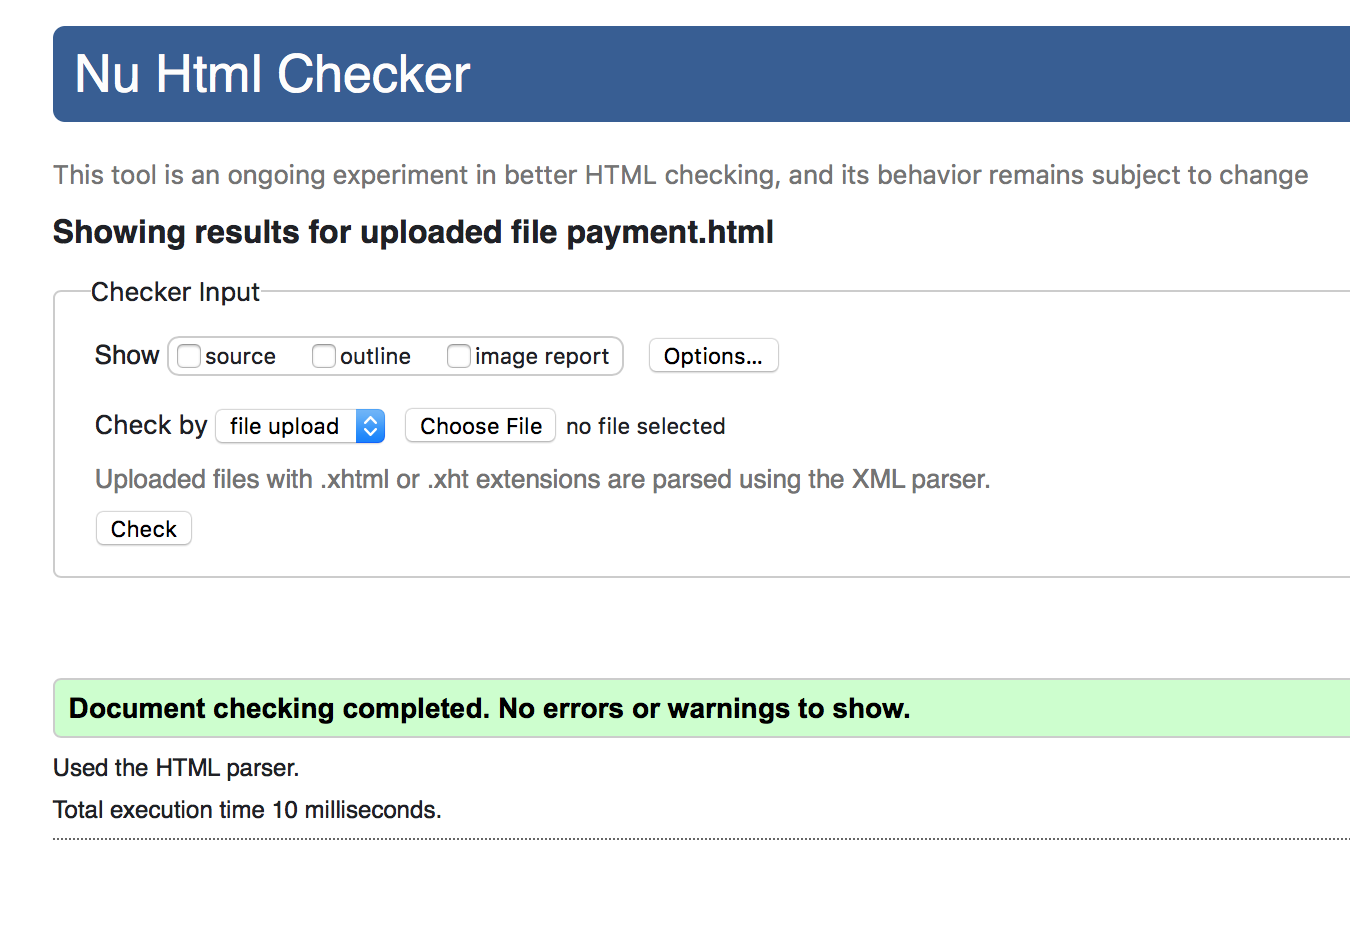 Nu Html Checker
This tool is an ongoing experiment in better HTML checking, and its behavior remains subject to change
Showing results for uploaded file payment.html
Checker Input
Show source outline image report Options...
Check by file upload Choose File no file selected
Uploaded files with .xhtml or .xht extensions are parsed using the XML parser.
Check
Document checking completed. No errors or warnings to show.
Used the HTML parser.
Total execution time 10 milliseconds.